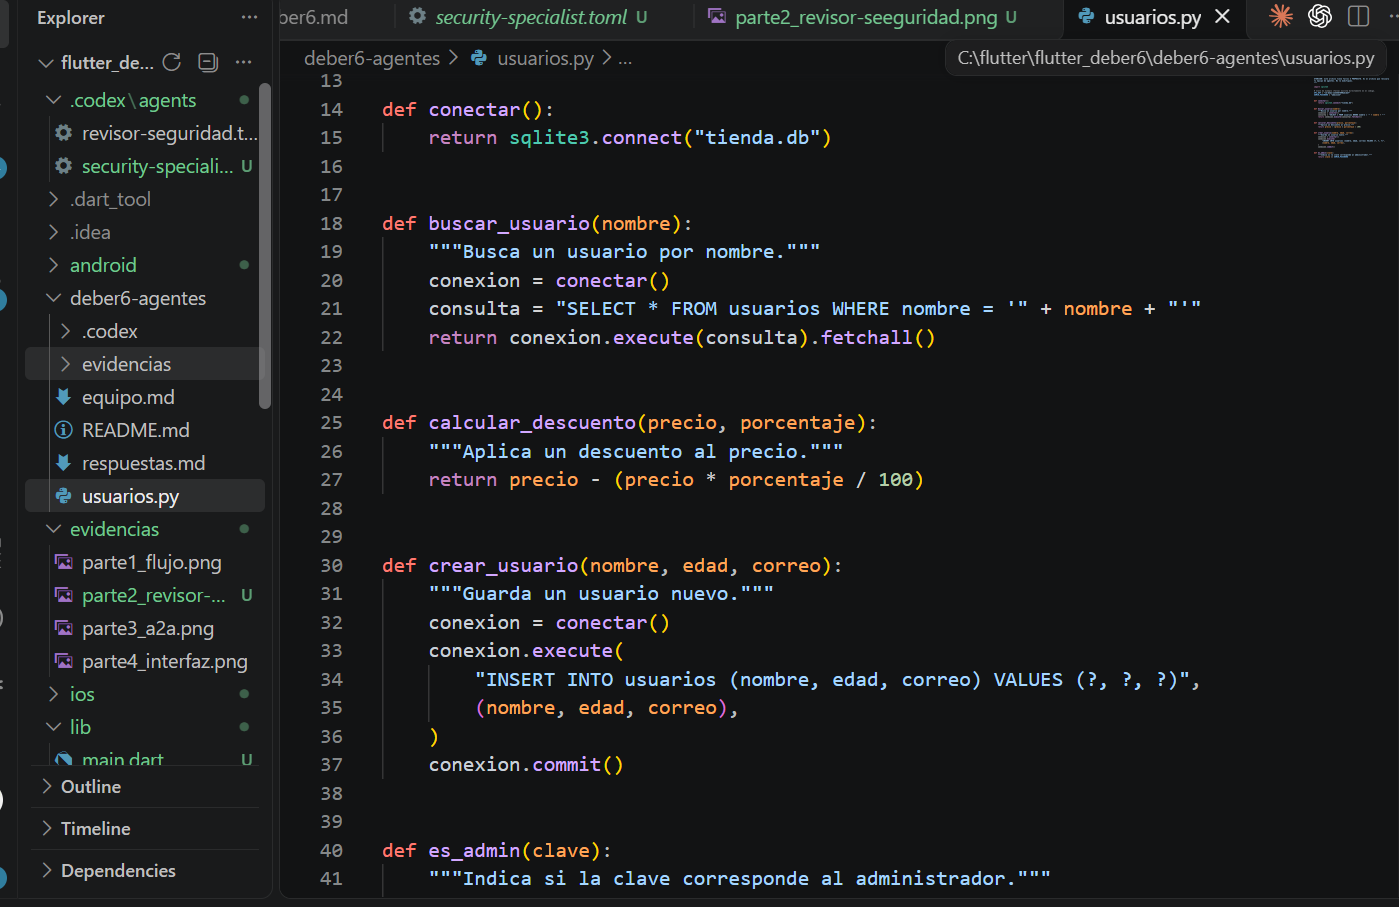 Explorer ...
flutter_de... ...
.codex\agents
revisor-seguridad.t...
security-speciali... U
.dart_tool
.idea
android
deber6-agentes
.codex
evidencias
equipo.md
README.md
respuestas.md
usuarios.py
evidencias
parte1_flujo.png
parte2_revisor-... U
parte3_a2a.png
parte4_interfaz.png
ios
lib
main.dart U
Outline
Timeline
Dependencies
ber6.md
security-specialist.toml U
parte2_revisor-seeguridad.png U
usuarios.py
deber6-agentes > usuarios.py > ...
C:\flutter\flutter_deber6\deber6-agentes\usuarios.py
13
14 def conectar():
15     return sqlite3.connect("tienda.db")
16
17
18 def buscar_usuario(nombre):
19     """Busca un usuario por nombre."""
20     conexion = conectar()
21     consulta = "SELECT * FROM usuarios WHERE nombre = '" + nombre + "'"
22     return conexion.execute(consulta).fetchall()
23
24
25 def calcular_descuento(precio, porcentaje):
26     """Aplica un descuento al precio."""
27     return precio - (precio * porcentaje / 100)
28
29
30 def crear_usuario(nombre, edad, correo):
31     """Guarda un usuario nuevo."""
32     conexion = conectar()
33     conexion.execute(
34         "INSERT INTO usuarios (nombre, edad, correo) VALUES (?, ?, ?)",
35         (nombre, edad, correo),
36     )
37     conexion.commit()
38
39
40 def es_admin(clave):
41     """Indica si la clave corresponde al administrador."""